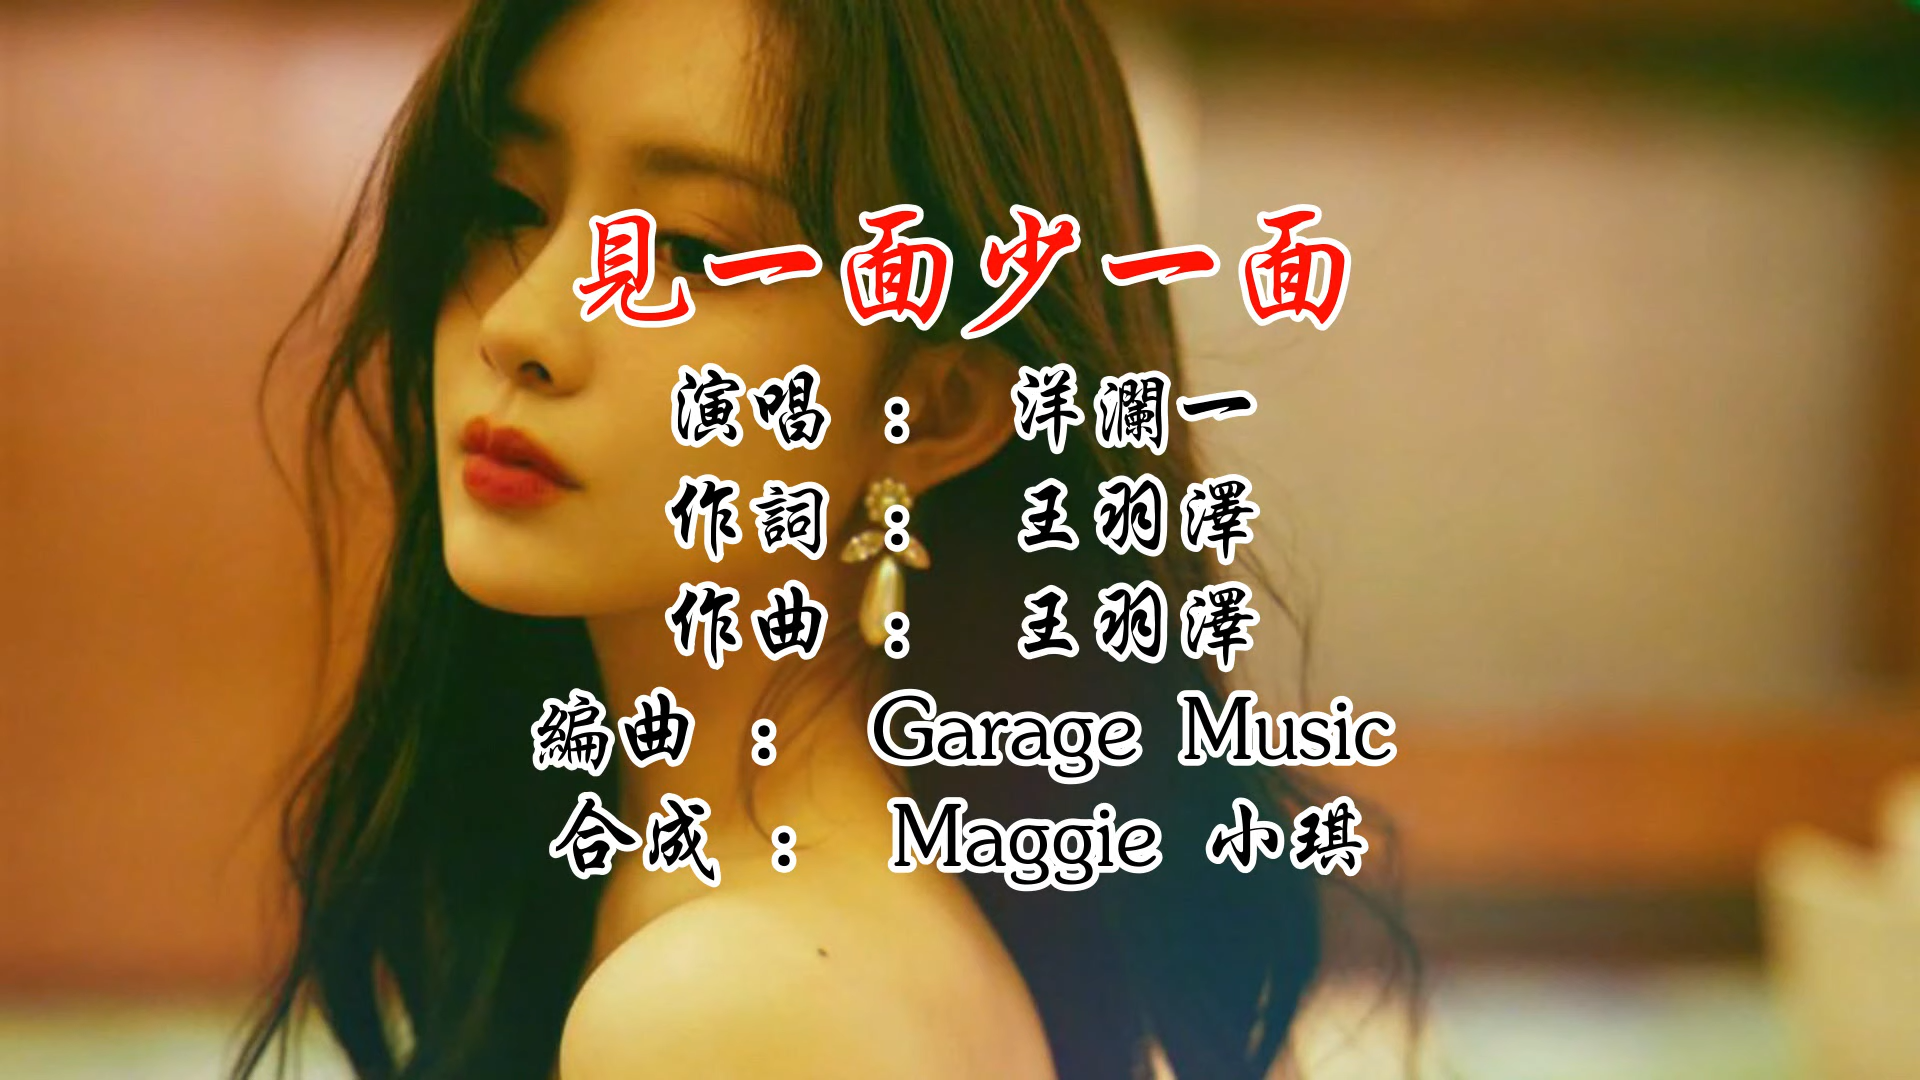 見一面少一面
演唱 ： 洋瀾一
作詞 ： 王羽澤
作曲 ： 王羽澤
編曲 ： Garage Music
合成 ： Maggie 小琪